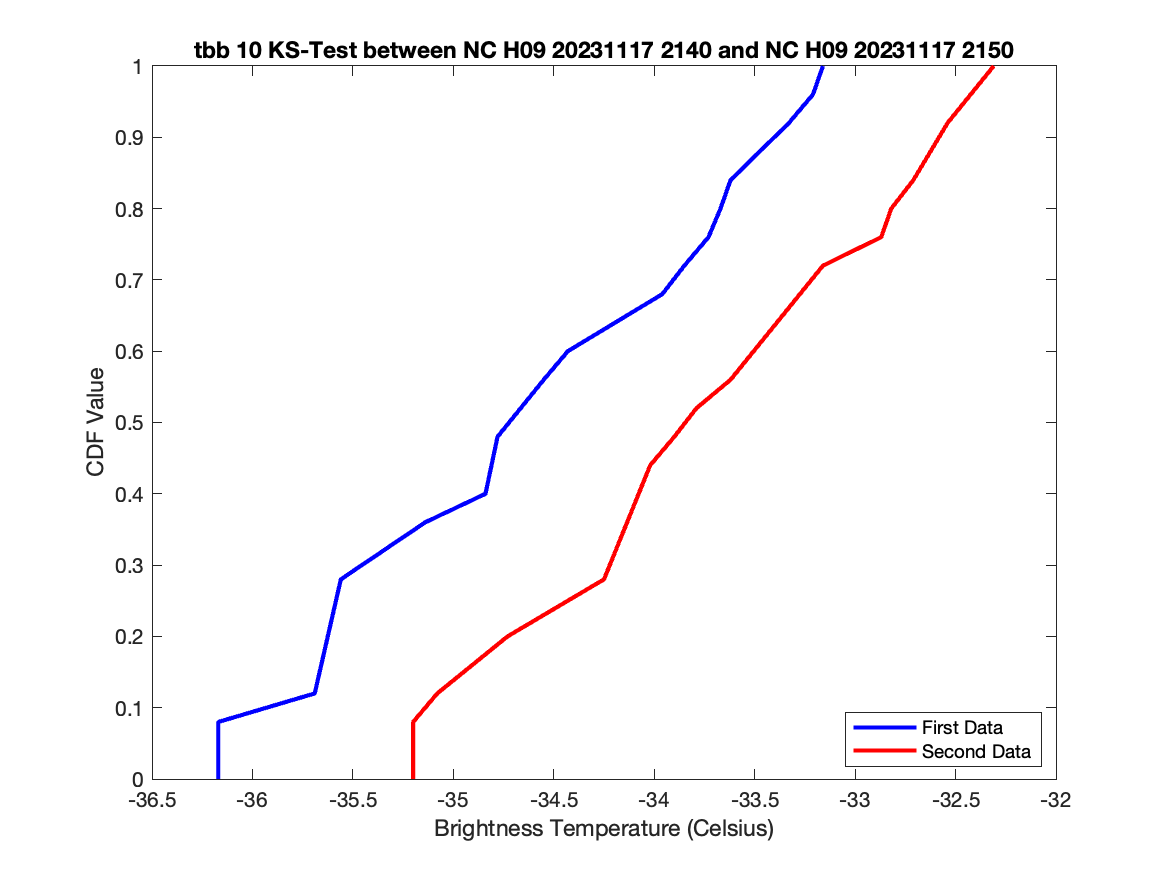 tbb 10 KS-Test between NC H09 20231117 2140 and NC H09 20231117 2150
1
0.9
0.8
0.7
0.6
0.5
0.4
0.3
0.2
0.1
0
CDF Value
First Data
Second Data
-36.5 -36 -35.5 -35 -34.5 -34 -33.5 -33 -32.5 -32
Brightness Temperature (Celsius)